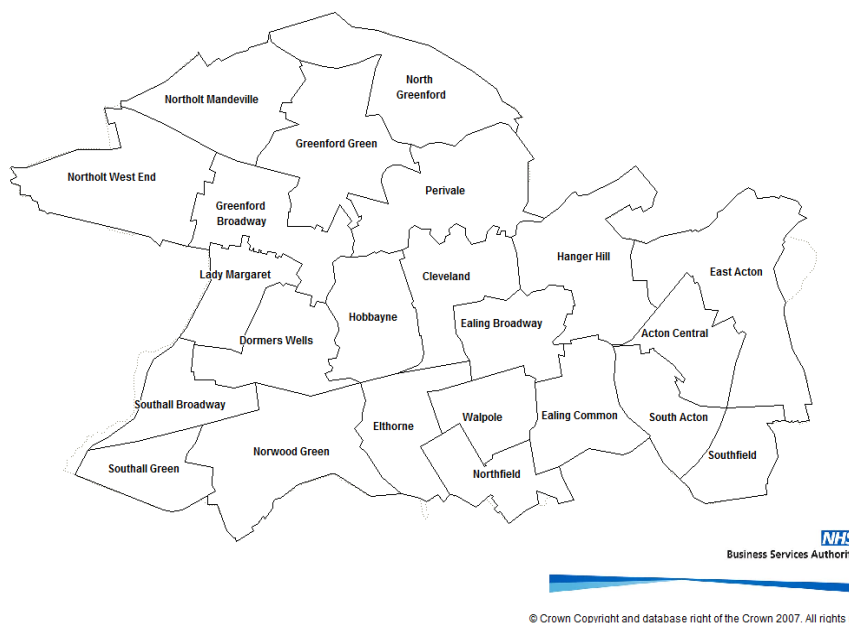 North
Greenford
Northolt Mandeville
Greenford Green
Northolt West End
Perivale
Greenford
Broadway
Hanger Hill
Lady Margaret
Cleveland
East Acton
Hobbayne
Ealing Broadway
Acton Central
Dormers Wells
Southall Broadway
Elthorne
Walpole
Ealing Common
South Acton
Norwood Green
Southall Green
Northfield
Southfield
NHS
Business Services Authorit
© Crown Copyright and database right of the Crown 2007. All rights